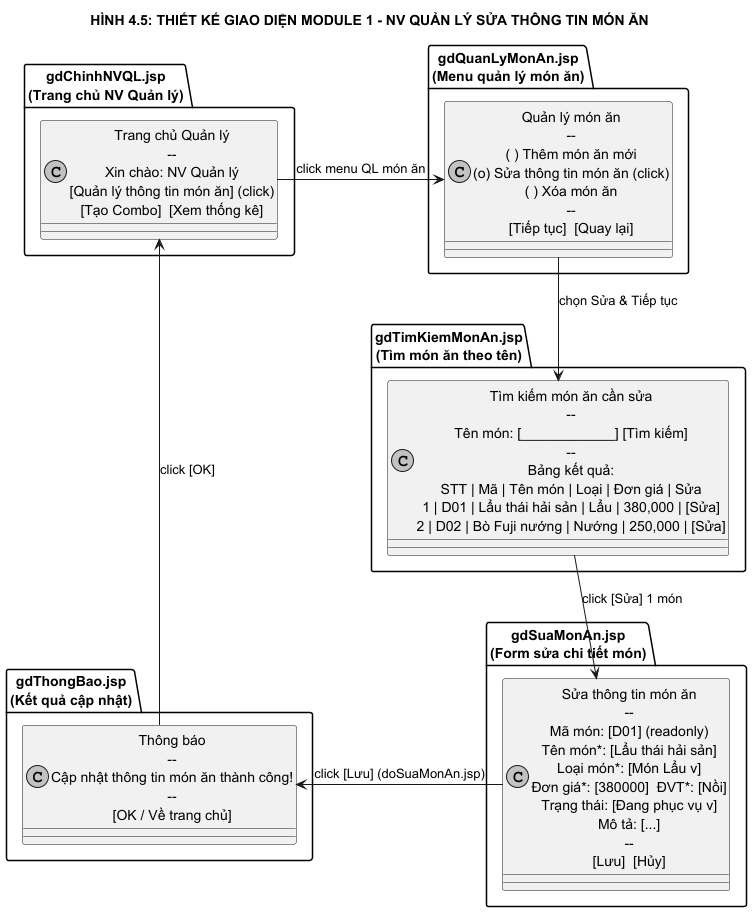 HÌNH 4.5: THIẾT KẾ GIAO DIỆN MODULE 1 - NV QUẢN LÝ SỬA THÔNG TIN MÓN ĂN
gdChinhNVQL.jsp
(Trang chủ NV Quản lý)
C
Trang chủ Quản lý
--
Xin chào: NV Quản lý
[Quản lý thông tin món ăn] (click)
[Tạo Combo]  [Xem thống kê]
click menu QL món ăn
gdQuanLyMonAn.jsp
(Menu quản lý món ăn)
C
Quản lý món ăn
--
( ) Thêm món ăn mới
(o) Sửa thông tin món ăn (click)
( ) Xóa món ăn
--
[Tiếp tục]  [Quay lại]
chọn Sửa & Tiếp tục
gdTimKiemMonAn.jsp
(Tìm món ăn theo tên)
C
Tìm kiếm món ăn cần sửa
--
Tên món: [____________] [Tìm kiếm]
--
Bảng kết quả:
STT | Mã | Tên món | Loại | Đơn giá | Sửa
1 | D01 | Lẩu thái hải sản | Lẩu | 380,000 | [Sửa]
2 | D02 | Bò Fuji nướng | Nướng | 250,000 | [Sửa]
click [Sửa] 1 món
gdSuaMonAn.jsp
(Form sửa chi tiết món)
C
Sửa thông tin món ăn
--
Mã món: [D01] (readonly)
Tên món*: [Lẩu thái hải sản]
Loại món*: [Món Lẩu v]
Đơn giá*: [380000]  ĐVT*: [Nồi]
Trạng thái: [Đang phục vụ v]
Mô tả: [...]
--
[Lưu]  [Hủy]
click [Lưu] (doSuaMonAn.jsp)
gdThongBao.jsp
(Kết quả cập nhật)
C
Thông báo
--
Cập nhật thông tin món ăn thành công!
--
[OK / Về trang chủ]
click [OK]